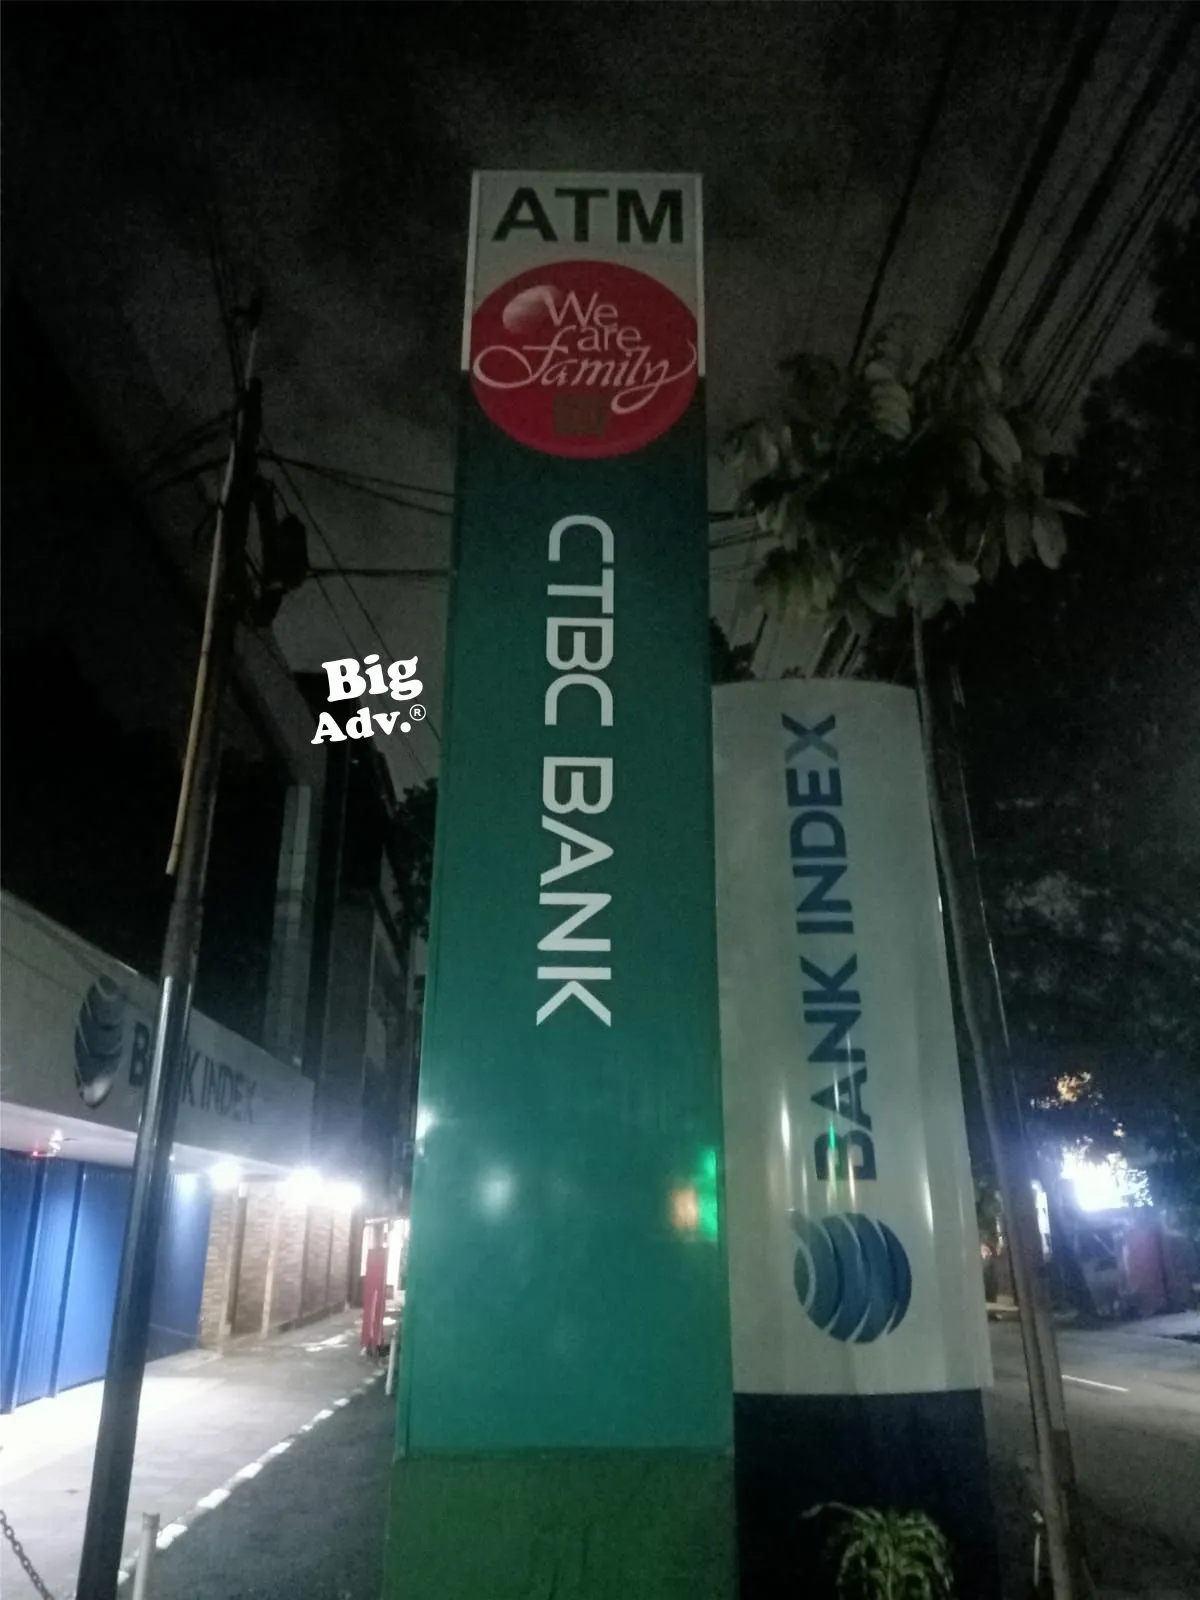 ATM
We
are
Family
CTBC BANK
Big
Adv.®
BANK INDEX
BANK INDEX